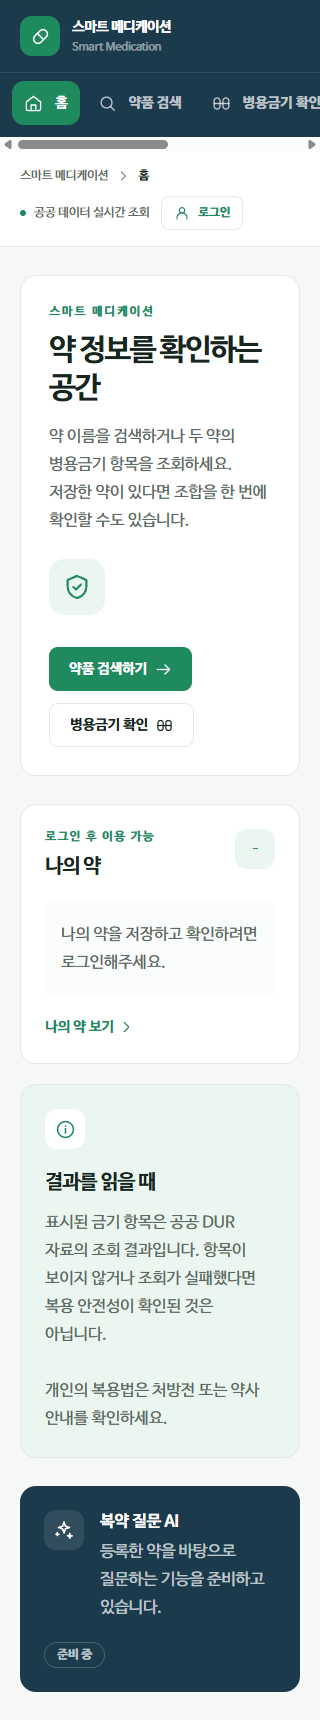 스마트 메디케이션
Smart Medication
홈 약품 검색 병용금기 확인
스마트 메디케이션 > 홈
공공 데이터 실시간 조회 로그인
스마트 메디케이션
약 정보를 확인하는
공간
약 이름을 검색하거나 두 약의
병용금기 항목을 조회하세요.
저장한 약이 있다면 조합을 한 번에
확인할 수도 있습니다.
약품 검색하기 →
병용금기 확인
로그인 후 이용 가능
나의 약
-
나의 약을 저장하고 확인하려면
로그인해주세요.
나의 약 보기 >
결과를 읽을 때
표시된 금기 항목은 공공 DUR
자료의 조회 결과입니다. 항목이
보이지 않거나 조회가 실패했다면
복용 안전성이 확인된 것은
아닙니다.
개인의 복용법은 처방전 또는 약사
안내를 확인하세요.
복약 질문 AI
등록한 약을 바탕으로
질문하는 기능을 준비하고
있습니다.
준비 중